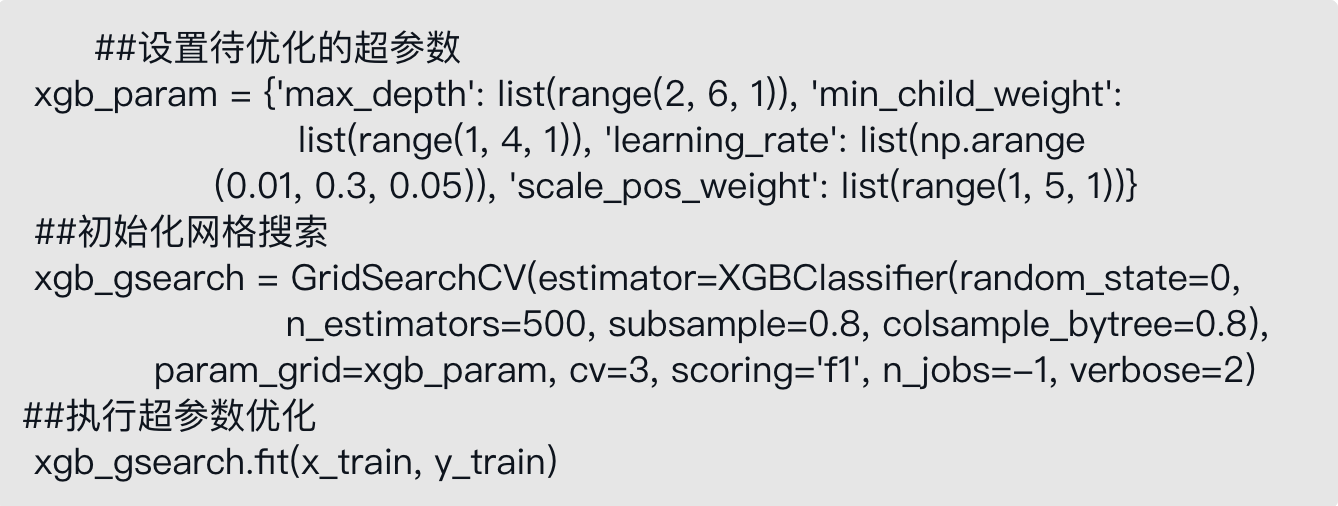 ##设置待优化的超参数
xgb_param = {'max_depth': list(range(2, 6, 1)), 'min_child_weight':
list(range(1, 4, 1)), 'learning_rate': list(np.arange
(0.01, 0.3, 0.05)), 'scale_pos_weight': list(range(1, 5, 1))}
##初始化网格搜索
xgb_gsearch = GridSearchCV(estimator=XGBClassifier(random_state=0,
n_estimators=500, subsample=0.8, colsample_bytree=0.8),
param_grid=xgb_param, cv=3, scoring='f1', n_jobs=–1, verbose=2)
##执行超参数优化
xgb_gsearch.fit(x_train, y_train)